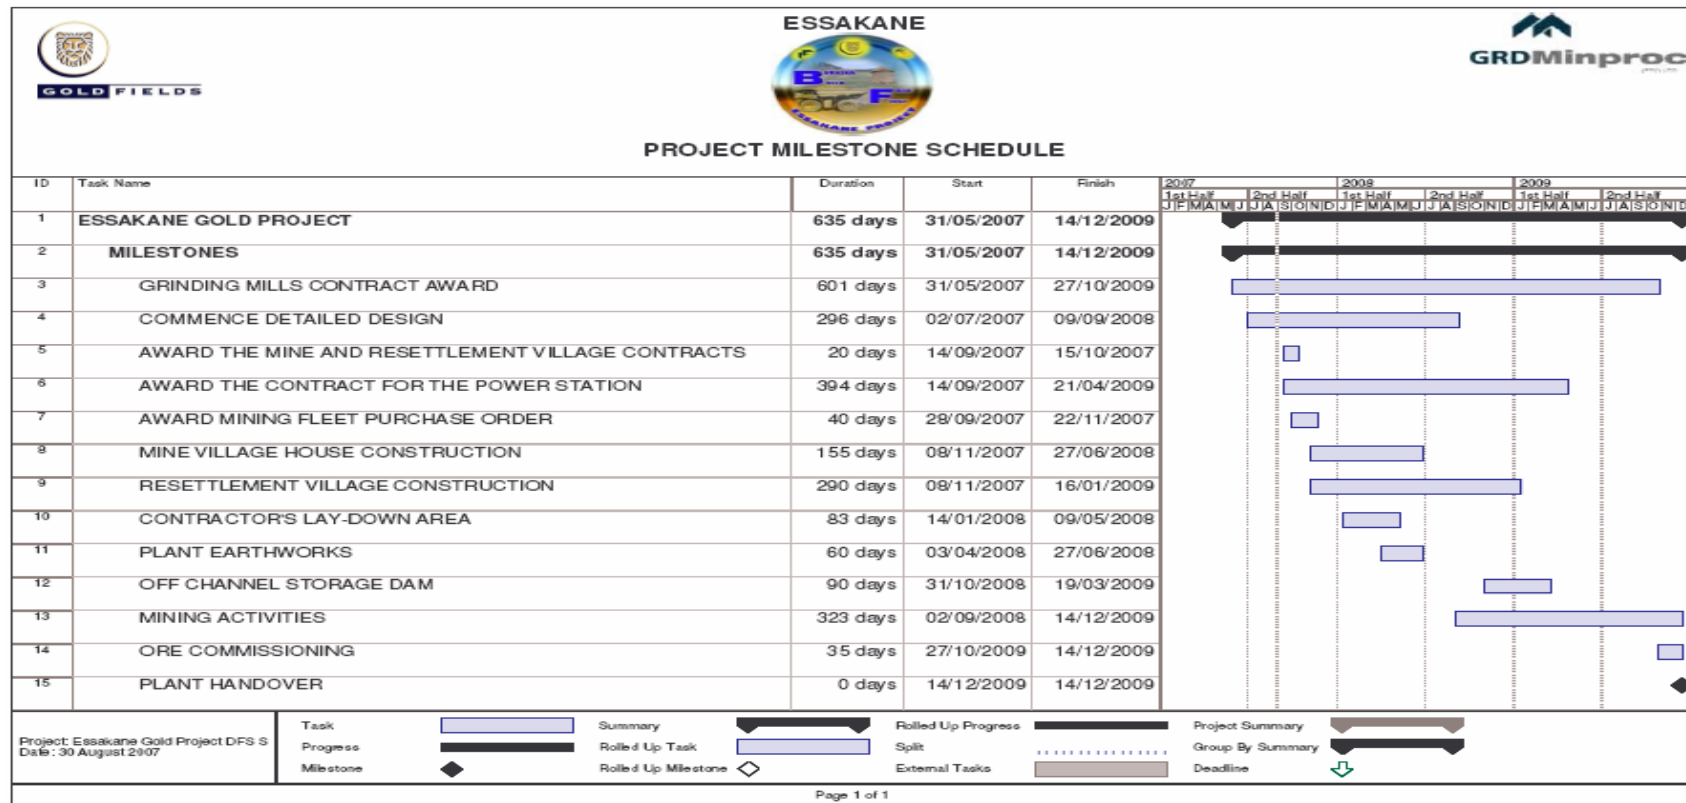 ESSAKANE
GOLD FIELDS
GRDMinproc
ESSAKANE PROJECT
PROJECT MILESTONE SCHEDULE
ID Task Name Duration Start Finish 2007 2008 2009
1st Half 2nd Half 1st Half 2nd Half 1st Half 2nd Half
J F M A M J J A S O N D J F M A M J J A S O N D J F M A M J J A S O N D
1 ESSAKANE GOLD PROJECT 635 days 31/05/2007 14/12/2009
2 MILESTONES 635 days 31/05/2007 14/12/2009
3 GRINDING MILLS CONTRACT AWARD 601 days 31/05/2007 27/10/2009
4 COMMENCE DETAILED DESIGN 296 days 02/07/2007 09/09/2008
5 AWARD THE MINE AND RESETTLEMENT VILLAGE CONTRACTS 20 days 14/09/2007 15/10/2007
6 AWARD THE CONTRACT FOR THE POWER STATION 394 days 14/09/2007 21/04/2009
7 AWARD MINING FLEET PURCHASE ORDER 40 days 28/09/2007 22/11/2007
8 MINE VILLAGE HOUSE CONSTRUCTION 155 days 08/11/2007 27/06/2008
9 RESETTLEMENT VILLAGE CONSTRUCTION 290 days 08/11/2007 16/01/2009
10 CONTRACTOR'S LAY-DOWN AREA 83 days 14/01/2008 09/05/2008
11 PLANT EARTHWORKS 60 days 03/04/2008 27/06/2008
12 OFF CHANNEL STORAGE DAM 90 days 31/10/2008 19/03/2009
13 MINING ACTIVITIES 323 days 02/09/2008 14/12/2009
14 ORE COMMISSIONING 35 days 27/10/2009 14/12/2009
15 PLANT HANDOVER 0 days 14/12/2009 14/12/2009
Project: Essakane Gold Project DFS S
Date: 30 August 2007
Task Summary Rolled Up Progress Project Summary
Progress Rolled Up Task Split Group By Summary
Milestone Rolled Up Milestone External Tasks Deadline
Page 1 of 1